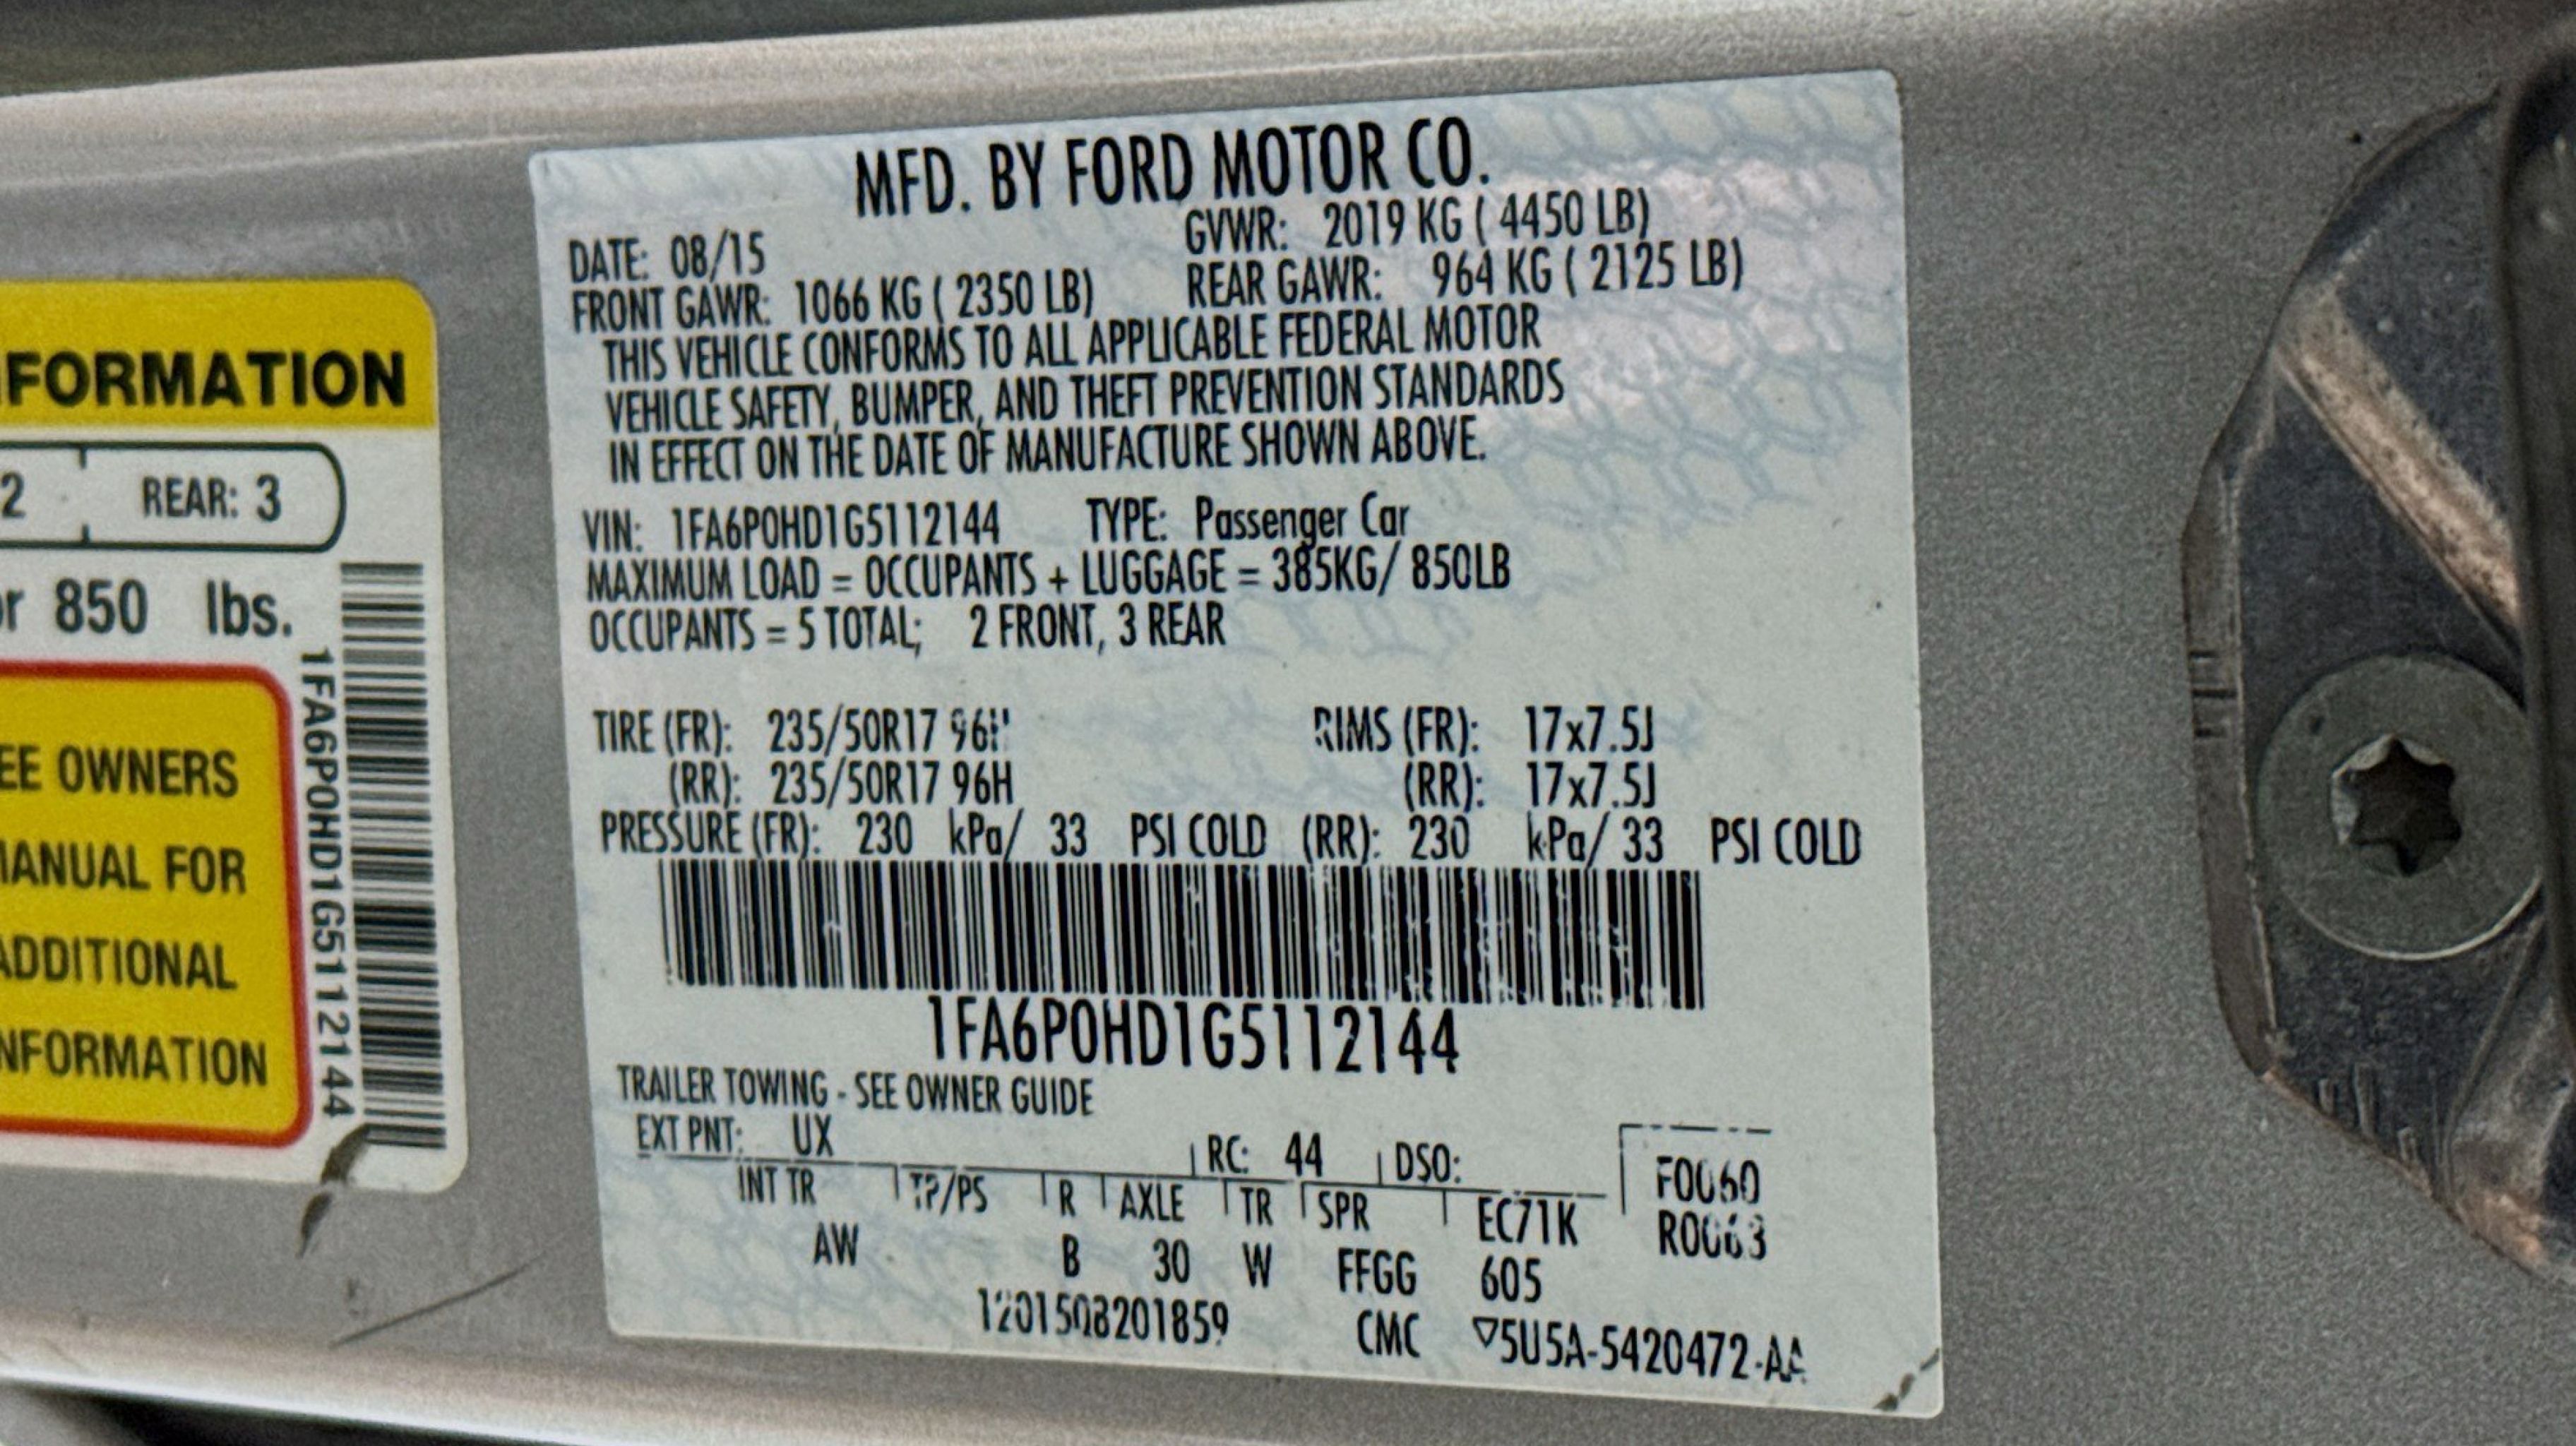 FORMATION
2 REAR: 3
850 lbs.
1FA6P0HD1G5112144
OWNERS
FOR
ADDITIONAL
NFORMATION
MFD. BY FORD MOTOR CO.
DATE: 08/15 GVWR: 2019 KG ( 4450 LB)
FRONT GAWR: 1066 KG ( 2350 LB) REAR GAWR: 964 KG ( 2125 LB)
THIS VEHICLE CONFORMS TO ALL APPLICABLE FEDERAL MOTOR
VEHICLE SAFETY, BUMPER, AND THEFT PREVENTION STANDARDS
IN EFFECT ON THE DATE OF MANUFACTURE SHOWN ABOVE.
VIN: 1FA6P0HD1G5112144 TYPE: Passenger Car
MAXIMUM LOAD = OCCUPANTS + LUGGAGE = 385KG/ 850LB
OCCUPANTS = 5 TOTAL; 2 FRONT, 3 REAR
TIRE (FR): 235/50R17 96H RIMS (FR): 17x7.5J
(RR): 235/50R17 96H (RR): 17x7.5J
PRESSURE (FR): 230 kPa/ 33 PSI COLD (RR): 230 kPa/ 33 PSI COLD
1FA6P0HD1G5112144
TRAILER TOWING - SEE OWNER GUIDE
EXT PNT: UX RC: 44 DSO:
INT TR TP/PS R AXLE TR SPR EC71K F0060
AW B 30 W FFGG 605 R0063
1201508201859 CMC ▽5U5A-5420472-AA